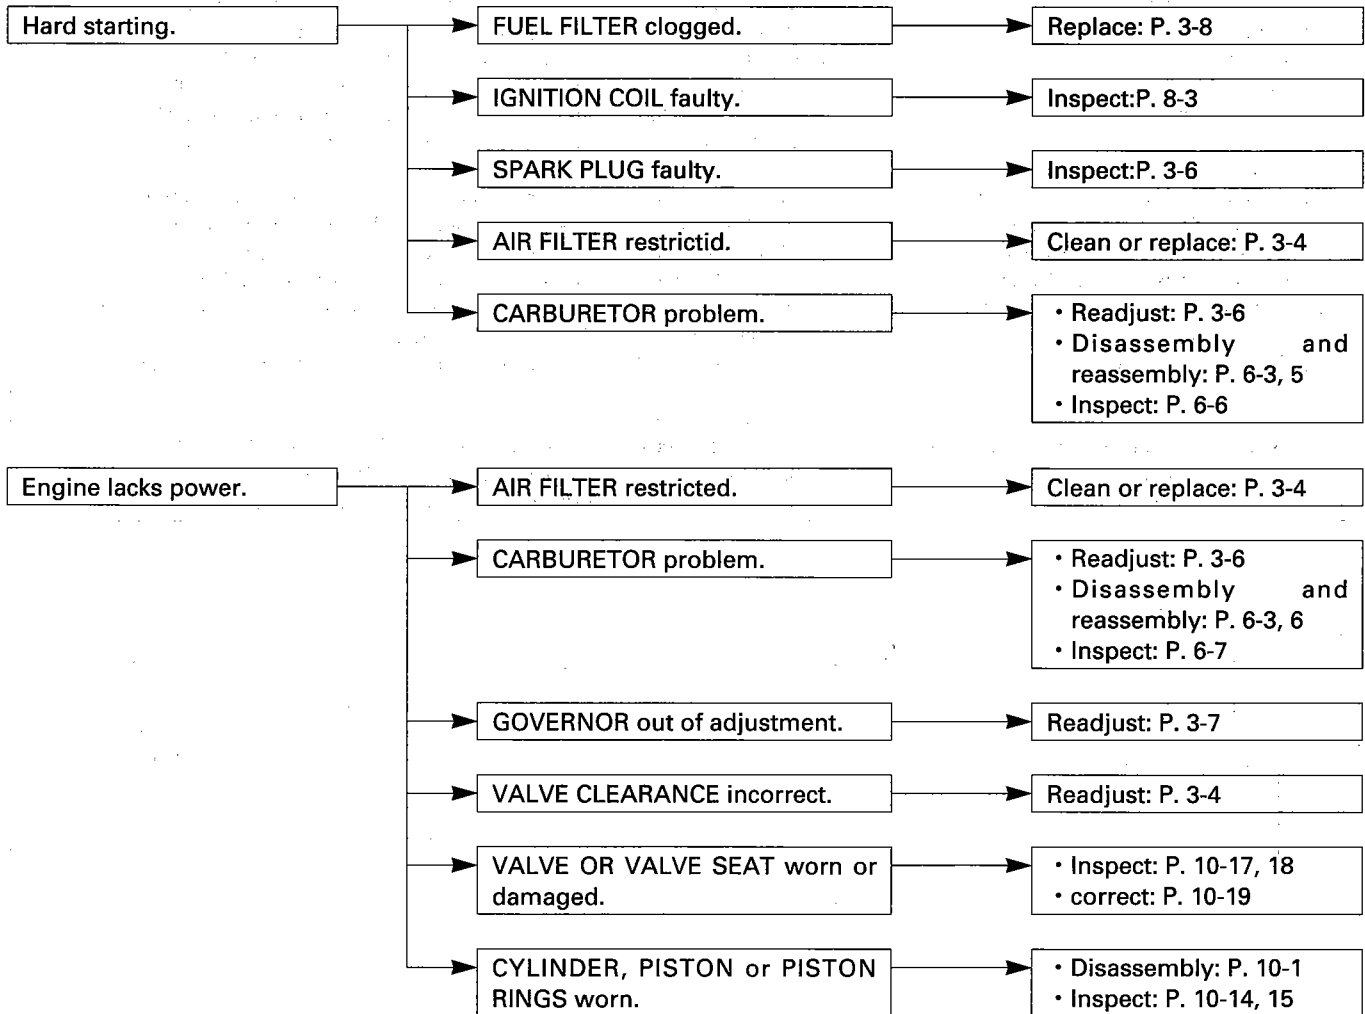 Hard starting.
FUEL FILTER clogged.
Replace: P. 3-8
IGNITION COIL faulty.
Inspect:P. 8-3
SPARK PLUG faulty.
Inspect:P. 3-6
AIR FILTER restrictid.
Clean or replace: P. 3-4
CARBURETOR problem.
・Readjust: P. 3-6
・Disassembly and
reassembly: P. 6-3, 5
・Inspect: P. 6-6
Engine lacks power.
AIR FILTER restricted.
Clean or replace: P. 3-4
CARBURETOR problem.
・Readjust: P. 3-6
・Disassembly and
reassembly: P. 6-3, 6
・Inspect: P. 6-7
GOVERNOR out of adjustment.
Readjust: P. 3-7
VALVE CLEARANCE incorrect.
Readjust: P. 3-4
VALVE OR VALVE SEAT worn or
damaged.
・Inspect: P. 10-17, 18
・correct: P. 10-19
CYLINDER, PISTON or PISTON
RINGS worn.
・Disassembly: P. 10-1
・Inspect: P. 10-14, 15